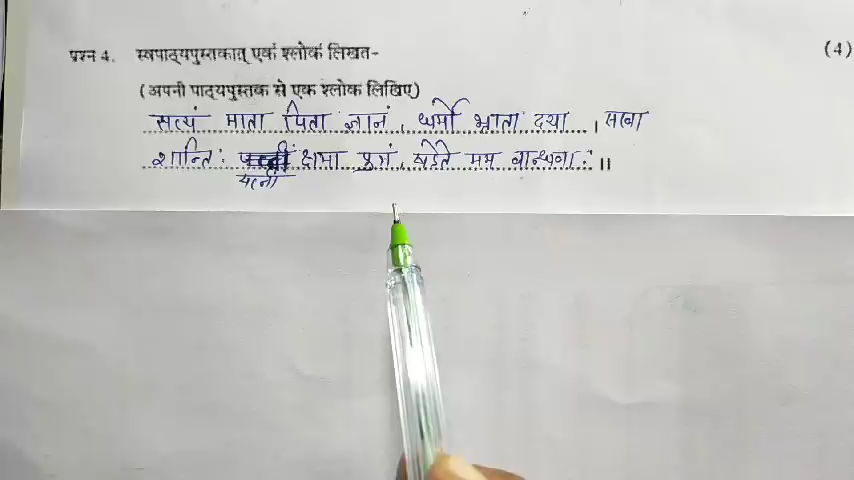 प्रश्न 4. स्वपाठ्यपुस्तकात् एकं श्लोकं लिखत- (4)
(अपनी पाठ्यपुस्तक से एक श्लोक लिखिए)
सत्यं माता पिता ज्ञानं, धर्मो भ्राता दया । सखा
शान्तिः क्षमा षडेते मम बान्धवाः ॥
पत्नी